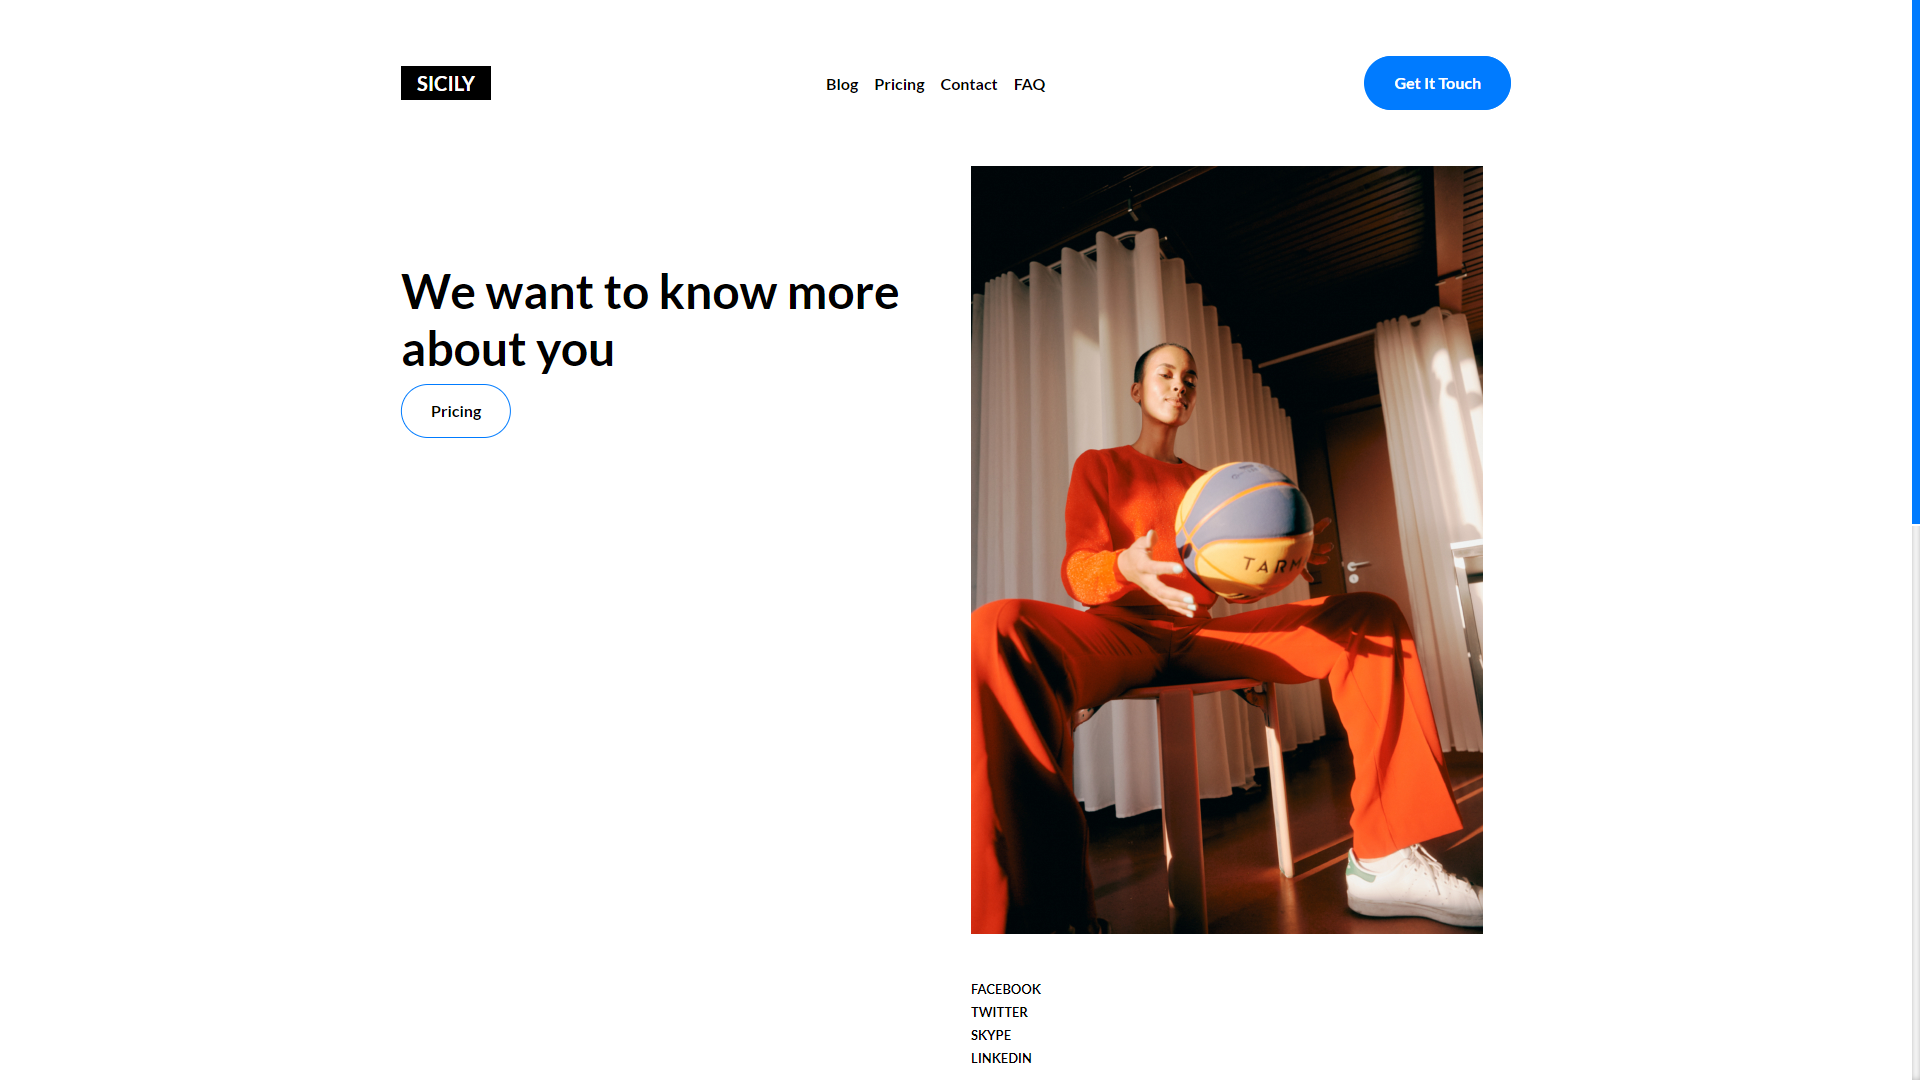 SICILY
Blog
Pricing
Contact
FAQ
Get It Touch
We want to know more
about you
Pricing
TARM
FACEBOOK
TWITTER
SKYPE
LINKEDIN